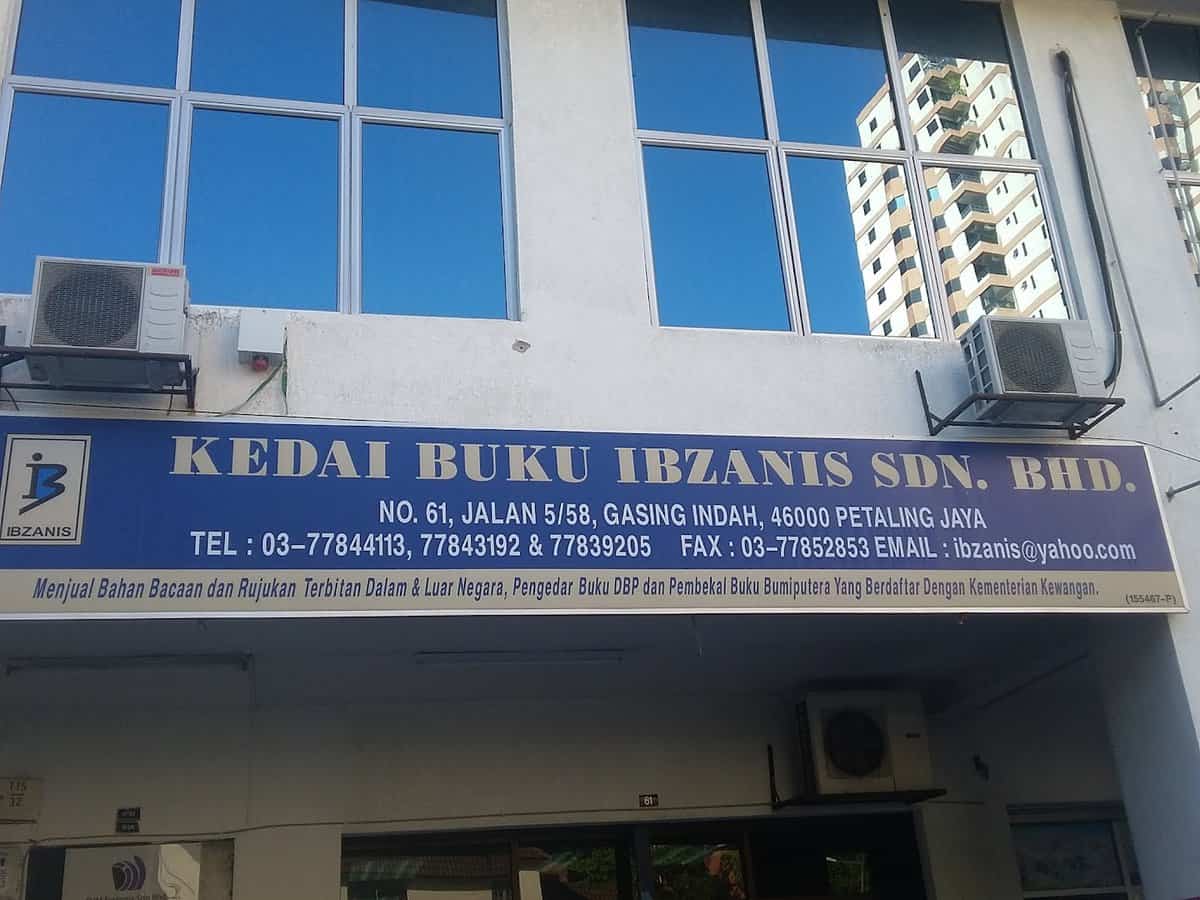 KEDAI BUKU IBZANIS SDN. BHD.
IBZANIS
NO. 61, JALAN 5/58, GASING INDAH, 46000 PETALING JAYA
TEL : 03-77844113, 77843192 & 77839205 FAX : 03-77852853 EMAIL : ibzanis@yahoo.com
Menjual Bahan Bacaan dan Rujukan Terbitan Dalam & Luar Negara, Pengedar Buku DBP dan Pembekal Buku Bumiputera Yang Berdaftar Dengan Kementerian Kewangan.
(155467-P)
61